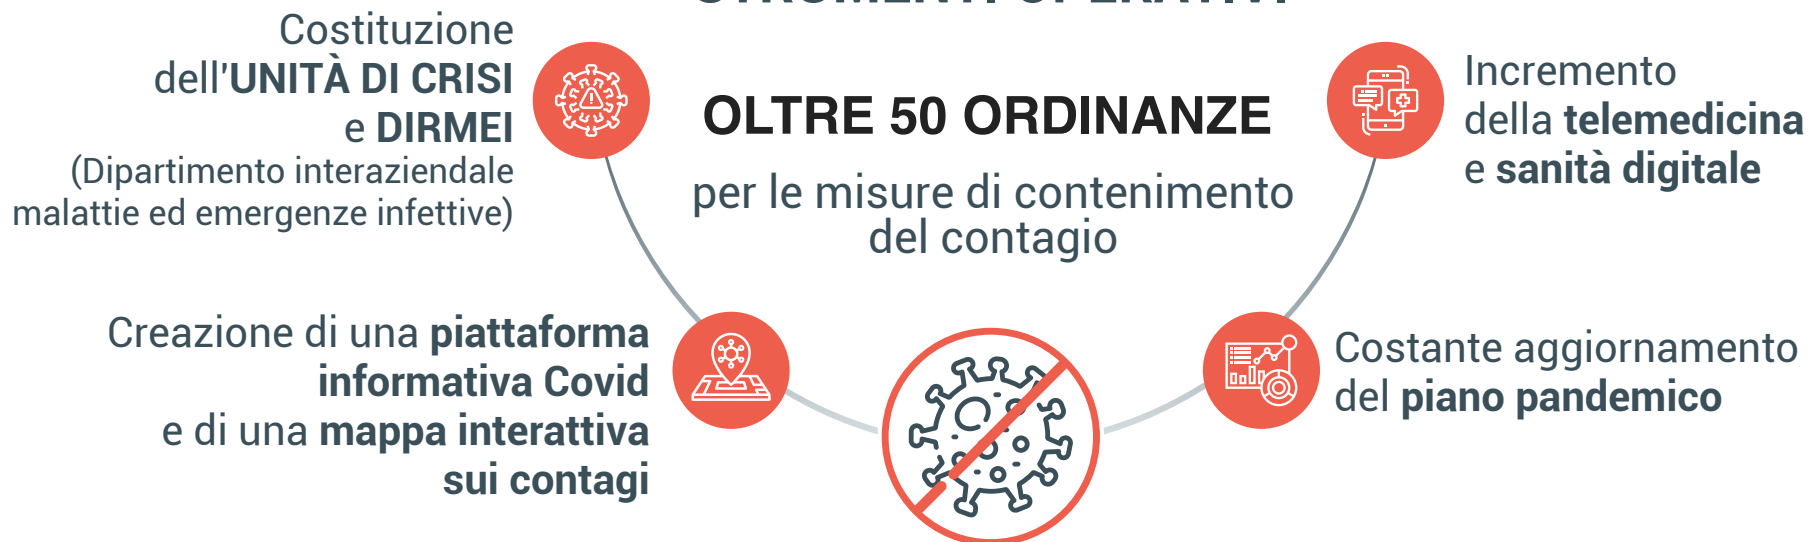 STRUMENTI OPERATIVI
Costituzione
dell'UNITÀ DI CRISI
e DIRMEI
(Dipartimento interaziendale
malattie ed emergenze infettive)
OLTRE 50 ORDINANZE
per le misure di contenimento
del contagio
Incremento
della telemedicina
e sanità digitale
Creazione di una piattaforma
informativa Covid
e di una mappa interattiva
sui contagi
Costante aggiornamento
del piano pandemico